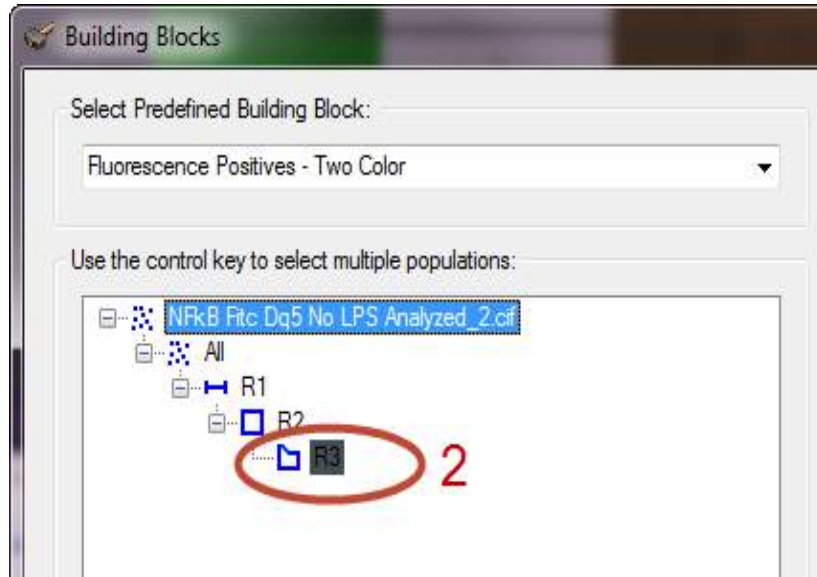 Building Blocks
Select Predefined Building Block:
Fluorescence Positives - Two Color
Use the control key to select multiple populations:
NFkB Fitc Dq5 No LPS Analyzed_2.cif
All
R1
R2
R3 2